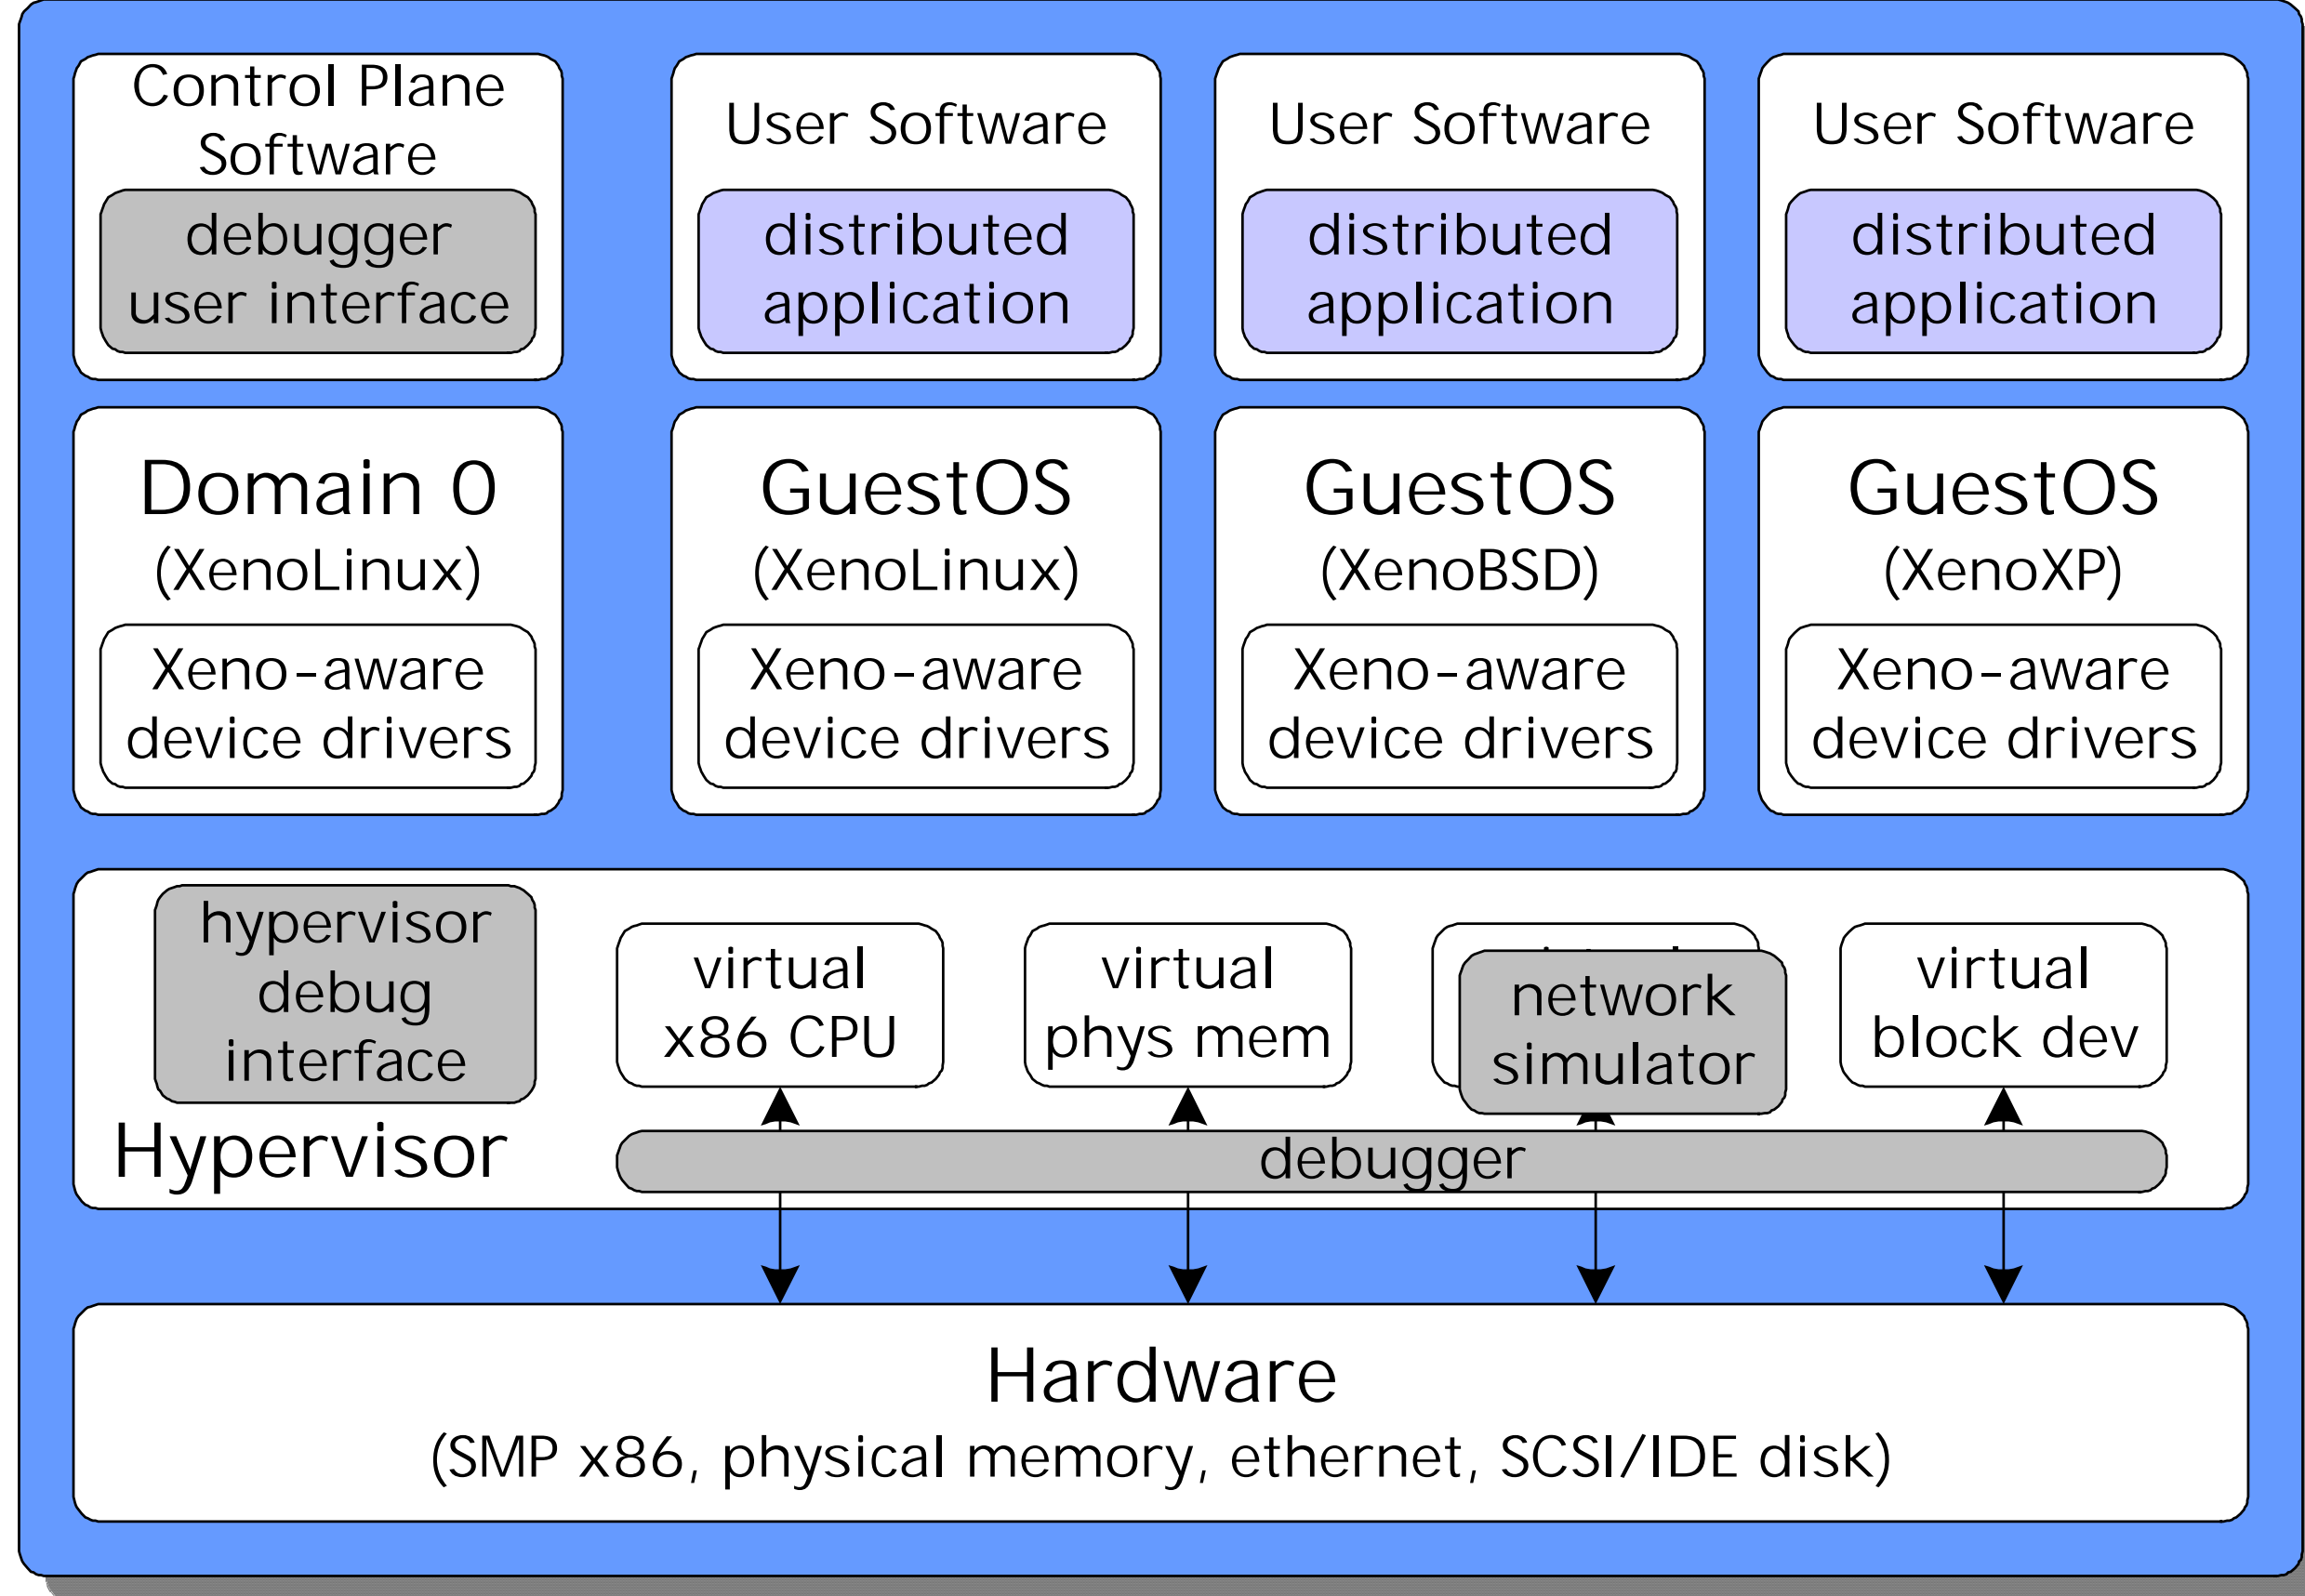 Control Plane
Software
debugger
user interface
User Software
distributed
application
User Software
distributed
application
User Software
distributed
application
Domain 0
(XenoLinux)
Xeno-aware
device drivers
GuestOS
(XenoLinux)
Xeno-aware
device drivers
GuestOS
(XenoBSD)
Xeno-aware
device drivers
GuestOS
(XenoXP)
Xeno-aware
device drivers
hypervisor
debug
interface
Hypervisor
virtual
x86 CPU
virtual
phys mem
network
simulator
virtual
block dev
debugger
Hardware
(SMP x86, physical memory, ethernet, SCSI/IDE disk)